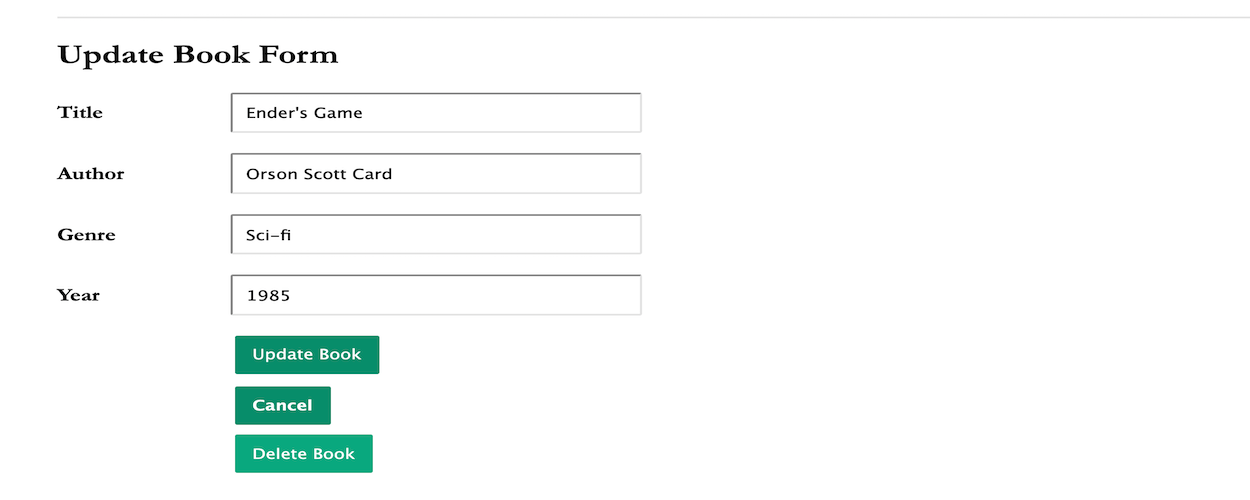 Update Book Form
Title Ender's Game
Author Orson Scott Card
Genre Sci-fi
Year 1985
Update Book
Cancel
Delete Book